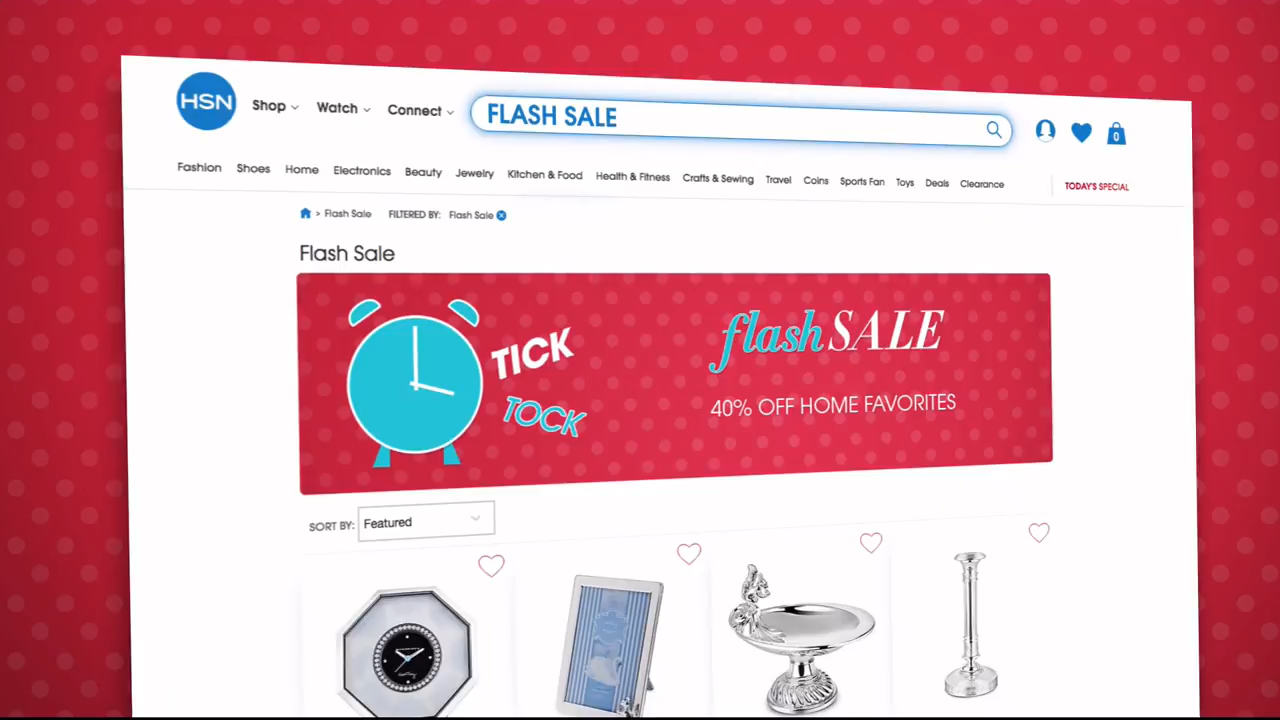 HSN Shop Watch Connect FLASH SALE 0
Fashion Shoes Home Electronics Beauty Jewelry Kitchen & Food Health & Fitness Crafts & Sewing Travel Coins Sports Fan Toys Deals Clearance TODAY'S SPECIAL
> Flash Sale FILTERED BY: Flash Sale
Flash Sale
TICK
TOCK
flash SALE
40% OFF HOME FAVORITES
SORT BY: Featured